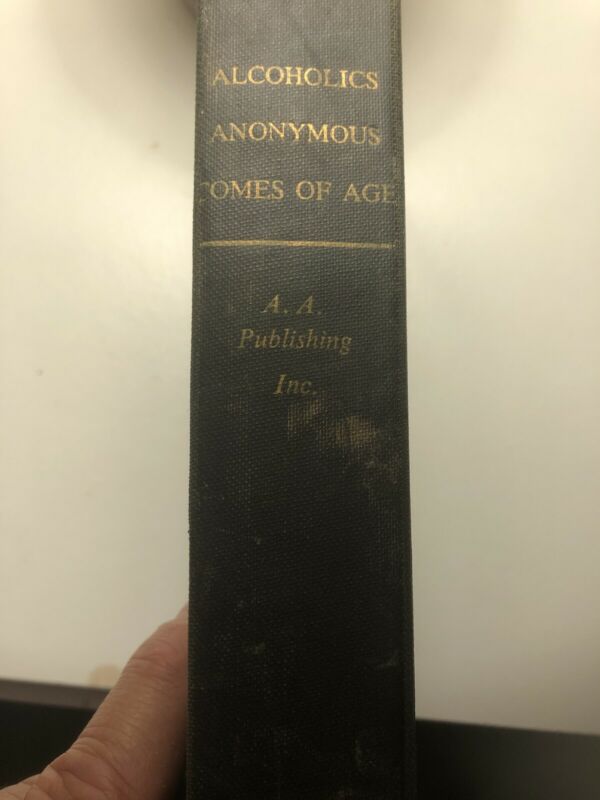 ALCOHOLICS
ANONYMOUS
COMES OF AGE
A. A.
Publishing
Inc.